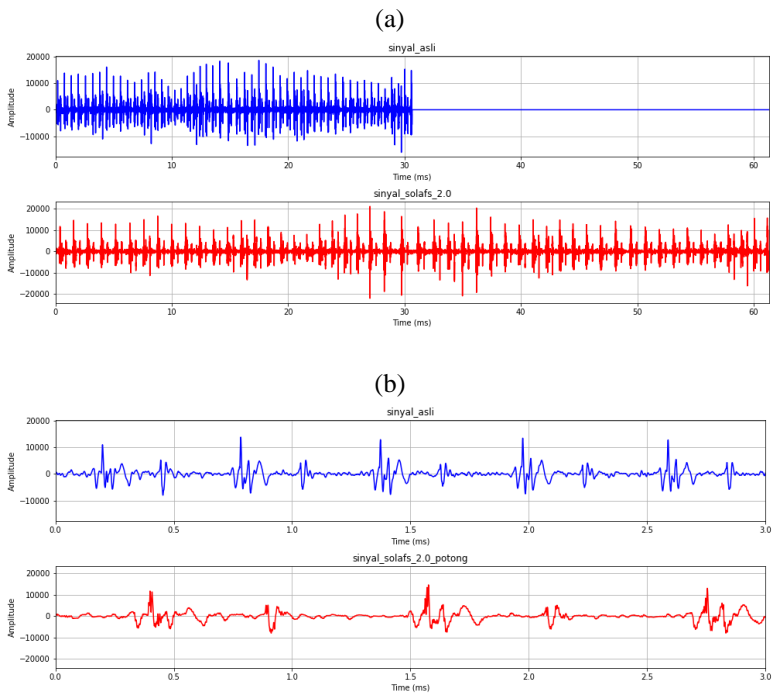 (a)
sinyal_asli
20000
10000
0
−10000
Amplitude
0 10 20 30 40 50 60
Time (ms)
sinyal_solafs_2.0
20000
10000
0
−10000
−20000
Amplitude
0 10 20 30 40 50 60
Time (ms)
(b)
sinyal_asli
20000
10000
0
−10000
Amplitude
0.0 0.5 1.0 1.5 2.0 2.5 3.0
Time (ms)
sinyal_solafs_2.0_potong
20000
10000
0
−10000
−20000
Amplitude
0.0 0.5 1.0 1.5 2.0 2.5 3.0
Time (ms)